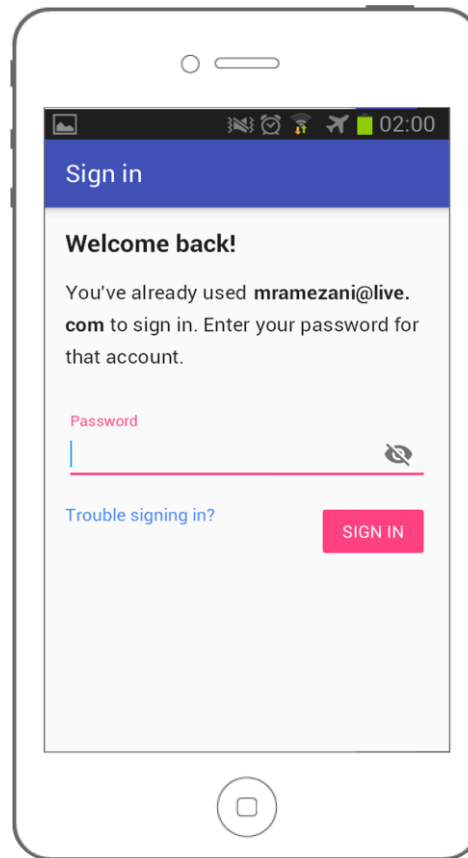 02:00
Sign in
Welcome back!
You've already used mramezani@live.
com to sign in. Enter your password for
that account.
Password
Trouble signing in?
SIGN IN